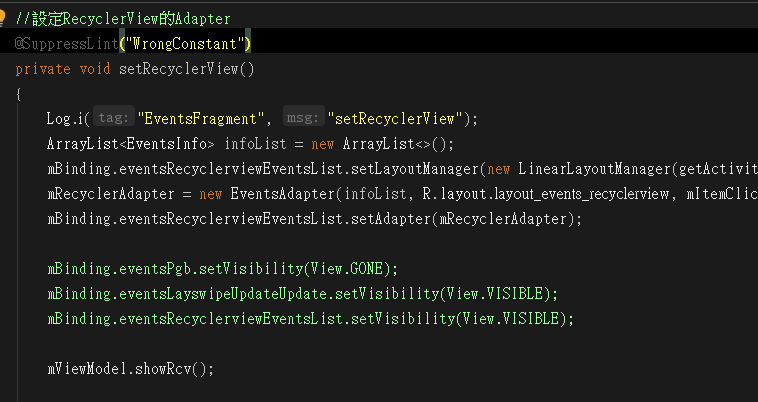 //設定RecyclerView的Adapter
@SuppressLint("WrongConstant")
private void setRecyclerView()
{
Log.i( tag: "EventsFragment", msg: "setRecyclerView");
ArrayList<EventsInfo> infoList = new ArrayList<>();
mBinding.eventsRecyclerviewEventsList.setLayoutManager(new LinearLayoutManager(getActivit
mRecyclerAdapter = new EventsAdapter(infoList, R.layout.layout_events_recyclerview, mItemClic
mBinding.eventsRecyclerviewEventsList.setAdapter(mRecyclerAdapter);
mBinding.eventsPgb.setVisibility(View.GONE);
mBinding.eventsLayswipeUpdateUpdate.setVisibility(View.VISIBLE);
mBinding.eventsRecyclerviewEventsList.setVisibility(View.VISIBLE);
mViewModel.showRcv();